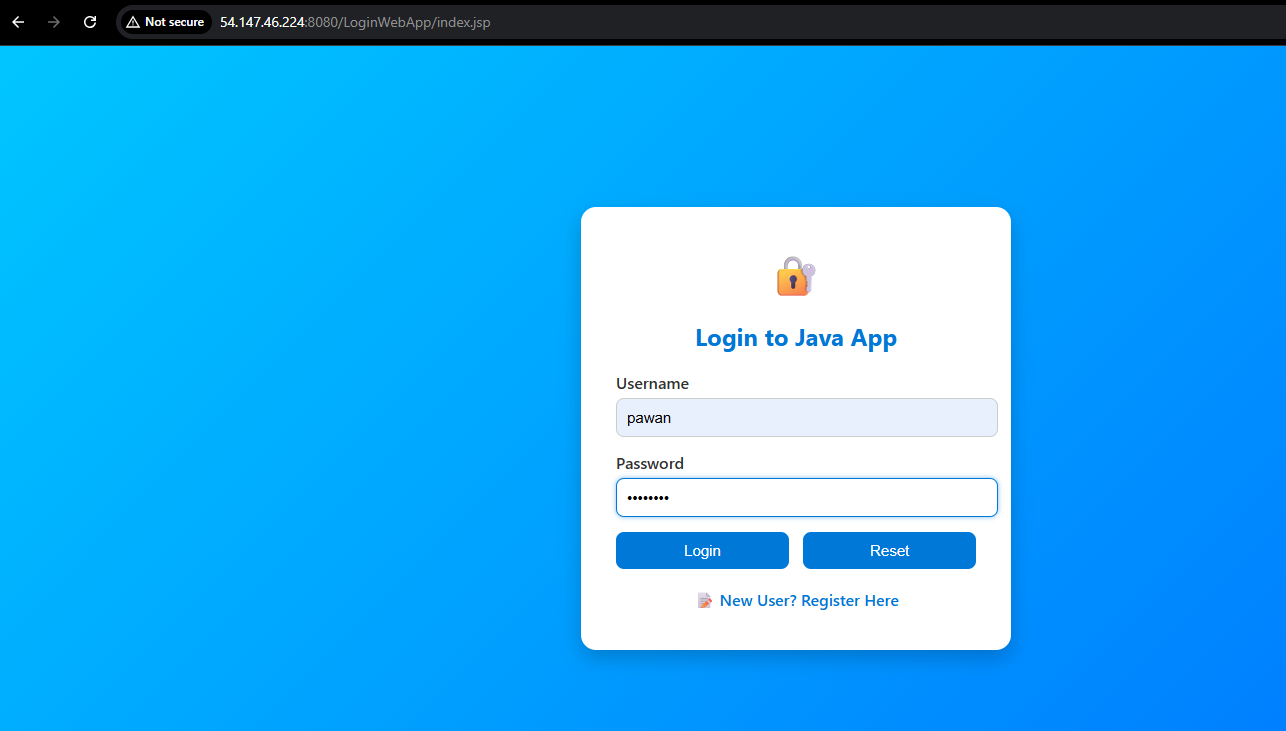 Not secure 54.147.46.224:8080/LoginWebApp/index.jsp
Login to Java App
Username
pawan
Password
••••••••
Login Reset
New User? Register Here